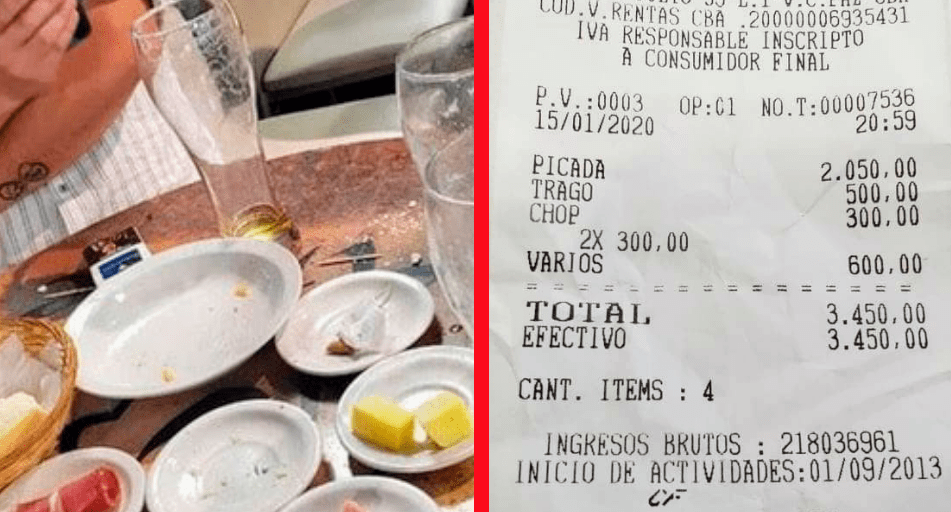 COD.V.RENTAS CBA .20000006935431
IVA RESPONSABLE INSCRIPTO
A CONSUMIDOR FINAL
P.V.:0003 OP:01 NO.T:00007536
15/01/2020 20:59
PICADA 2.050,00
TRAGO 500,00
CHOP 300,00
2X 300,00
VARIOS 600,00
TOTAL 3.450,00
EFECTIVO 3.450,00
CANT. ITEMS : 4
INGRESOS BRUTOS : 218036961
INICIO DE ACTIVIDADES:01/09/2013
CF